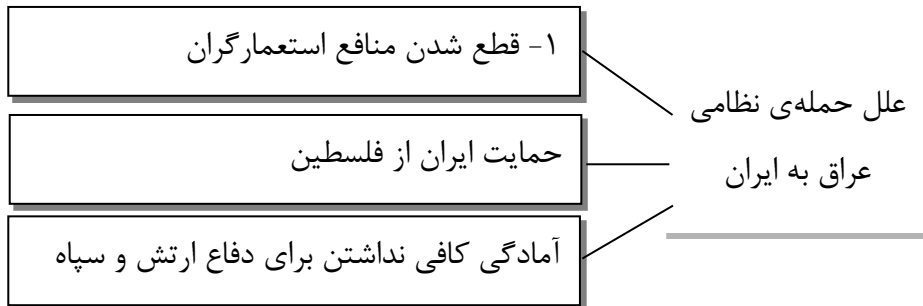 علل حمله‌ی نظامی
عراق به ایران
۱- قطع شدن منافع استعمارگران
حمایت ایران از فلسطین
آمادگی کافی نداشتن برای دفاع ارتش و سپاه